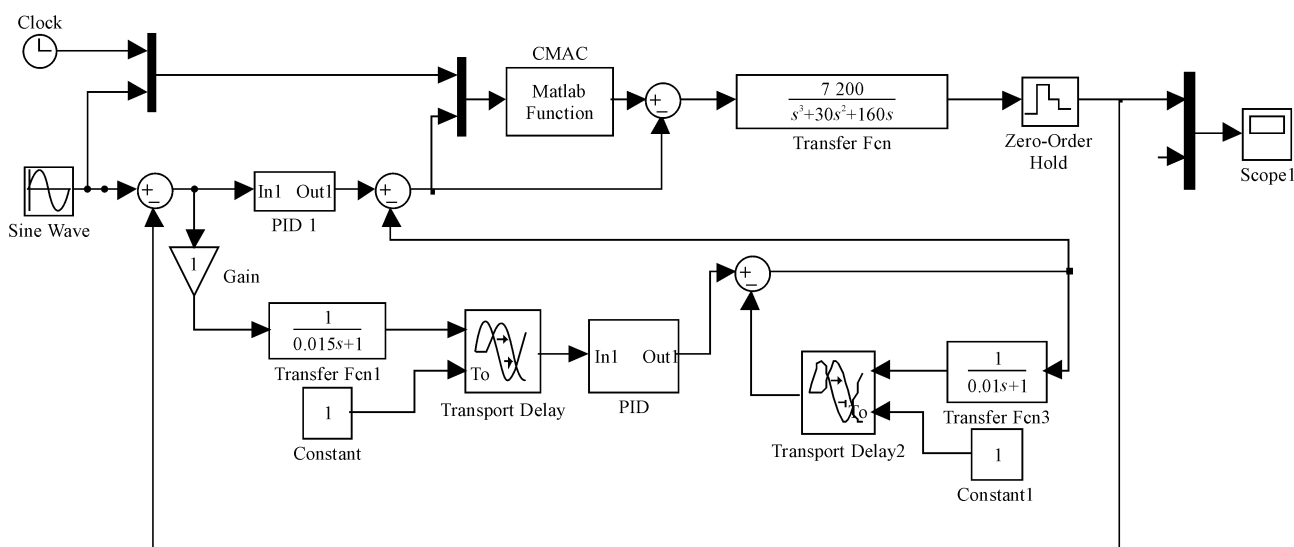 Clock
CMAC
Matlab
Function
+
−
7 200
s³+30s²+160s
Transfer Fcn
Zero-Order
Hold
Scope1
Sine Wave
+
−
In1 Out1
PID 1
+
−
1
Gain
1
0.015s+1
Transfer Fcn1
1
Constant
To
Transport Delay
In1 Out1
PID
+
−
To
Transport Delay2
1
0.01s+1
Transfer Fcn3
1
Constant1